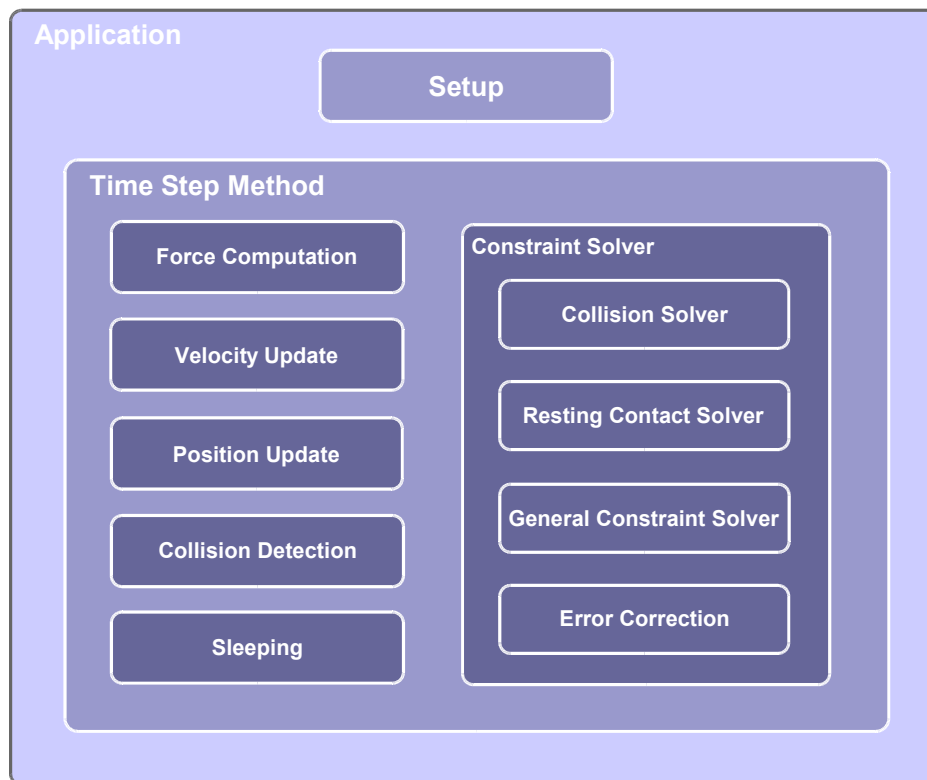 Application
Setup
Time Step Method
Force Computation
Velocity Update
Position Update
Collision Detection
Sleeping
Constraint Solver
Collision Solver
Resting Contact Solver
General Constraint Solver
Error Correction